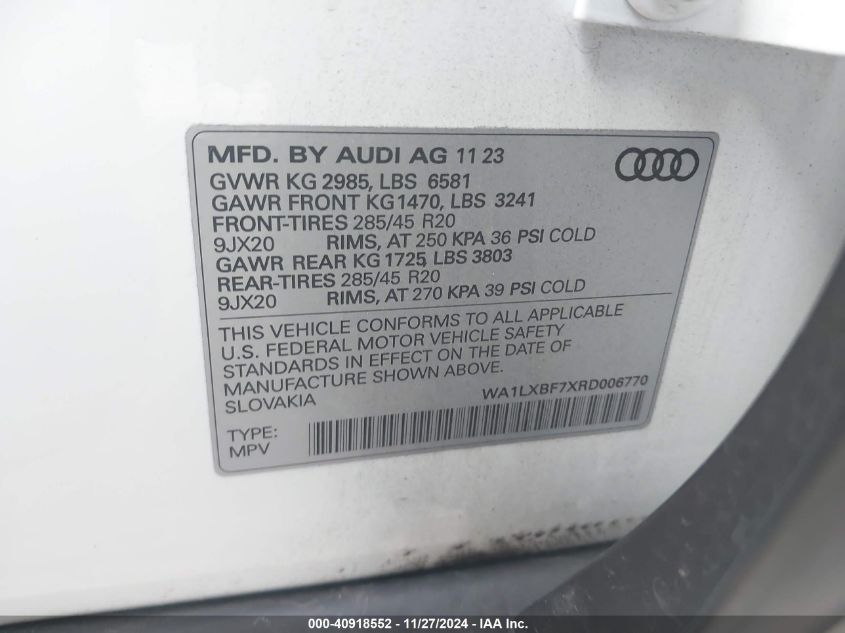 MFD. BY AUDI AG 11 23
GVWR KG 2985, LBS 6581
GAWR FRONT KG1470, LBS 3241
FRONT-TIRES 285/45 R20
9JX20 RIMS, AT 250 KPA 36 PSI COLD
GAWR REAR KG 1725, LBS 3803
REAR-TIRES 285/45 R20
9JX20 RIMS, AT 270 KPA 39 PSI COLD
THIS VEHICLE CONFORMS TO ALL APPLICABLE
U.S. FEDERAL MOTOR VEHICLE SAFETY
STANDARDS IN EFFECT ON THE DATE OF
MANUFACTURE SHOWN ABOVE.
SLOVAKIA
WA1LXBF7XRD006770
TYPE:
MPV
000-40918552 | 11/27/2024 - IAAI.com.